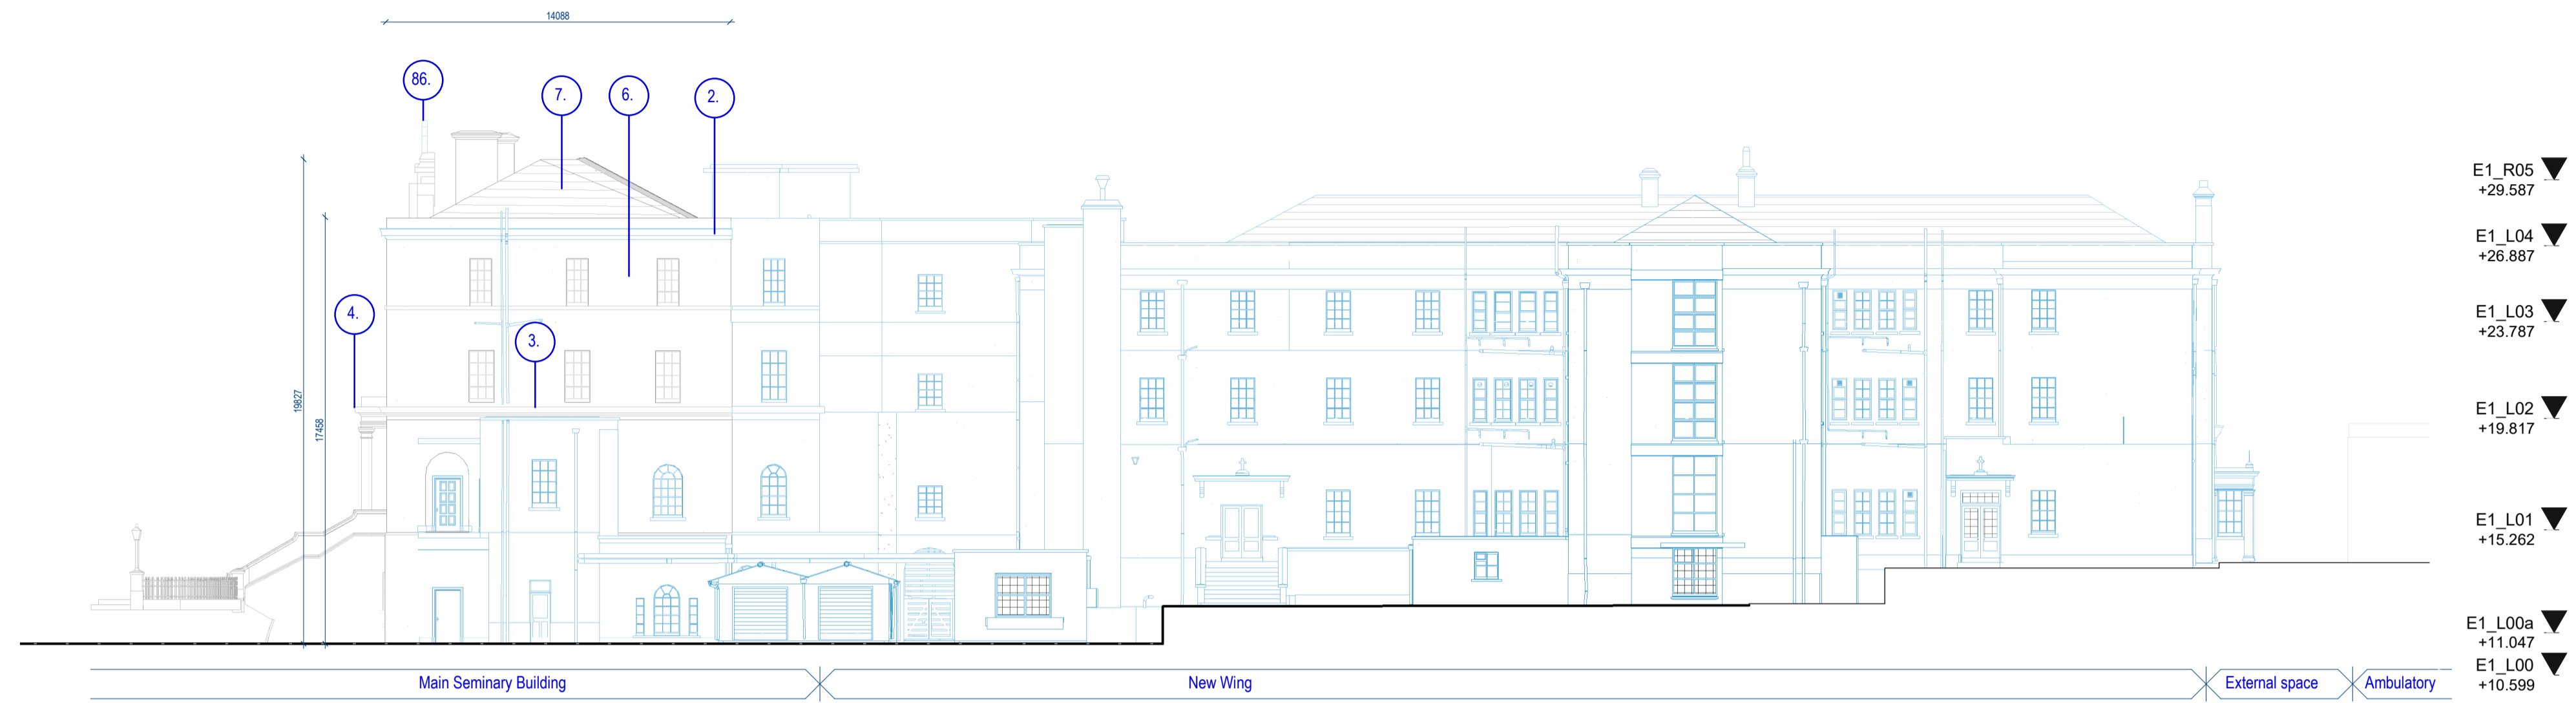 14088
86.
7.
6.
2.
4.
3.
19827
17458
E1_R05
+29.587
E1_L04
+26.887
E1_L03
+23.787
E1_L02
+19.817
E1_L01
+15.262
E1_L00a
+11.047
E1_L00
+10.599
Main Seminary Building
New Wing
External space
Ambulatory